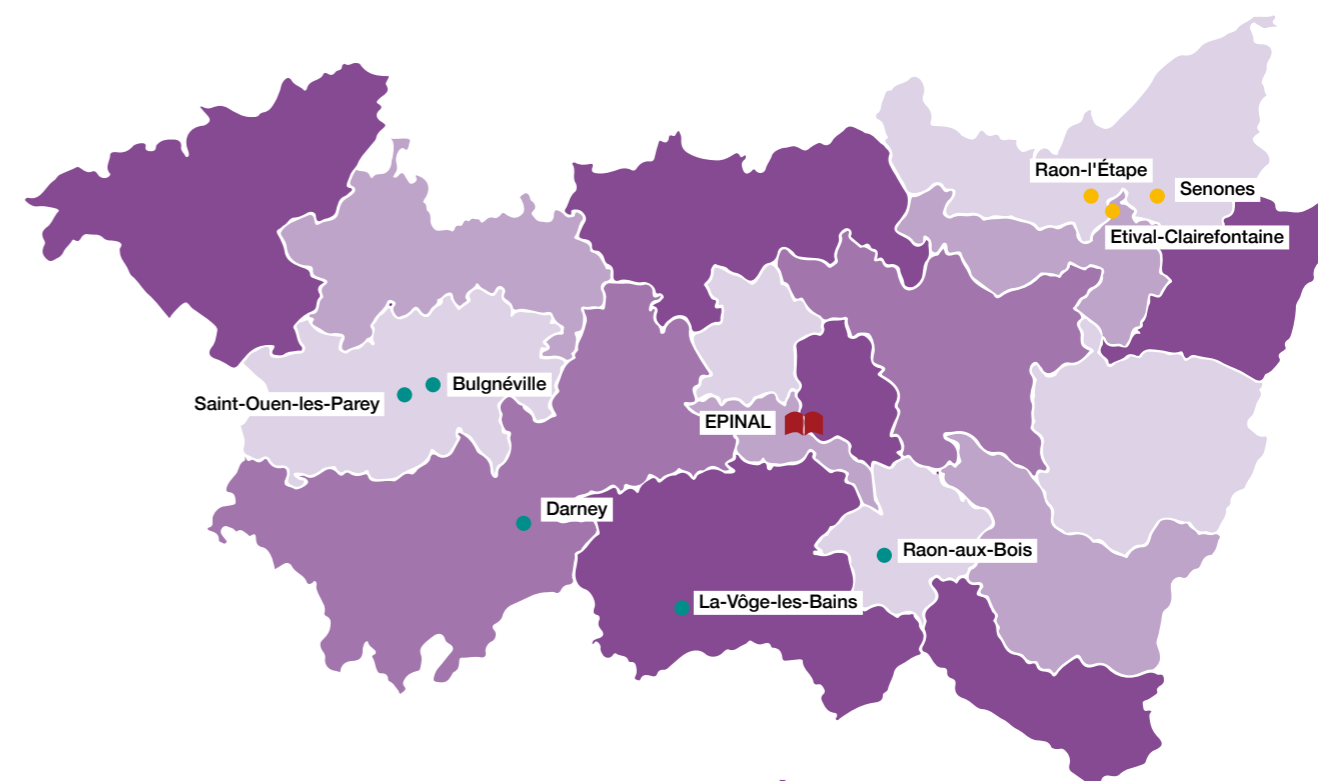 Raon-l'Étape
Senones
Etival-Clairefontaine
Bulgnéville
Saint-Ouen-les-Parey
EPINAL
Darney
Raon-aux-Bois
La-Vôge-les-Bains